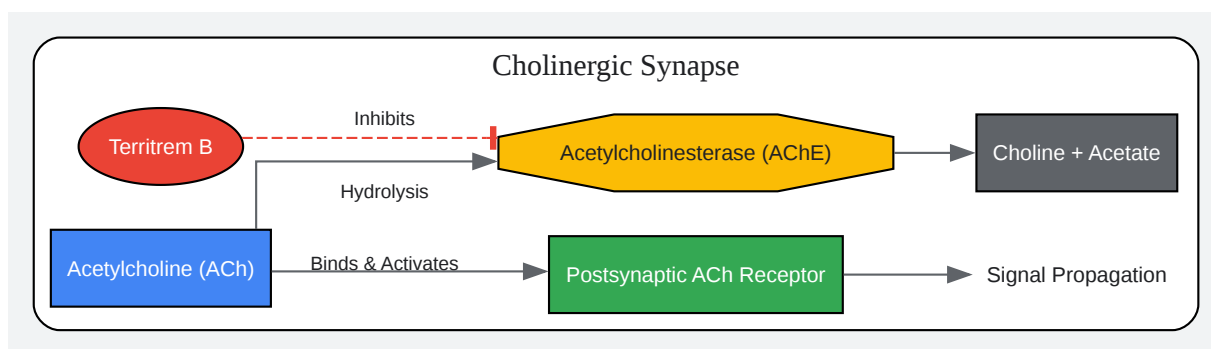 Cholinergic Synapse
Inhibits
Territrem B
Acetylcholinesterase (AChE)
Choline + Acetate
Hydrolysis
Acetylcholine (ACh)
Binds & Activates
Postsynaptic ACh Receptor
Signal Propagation